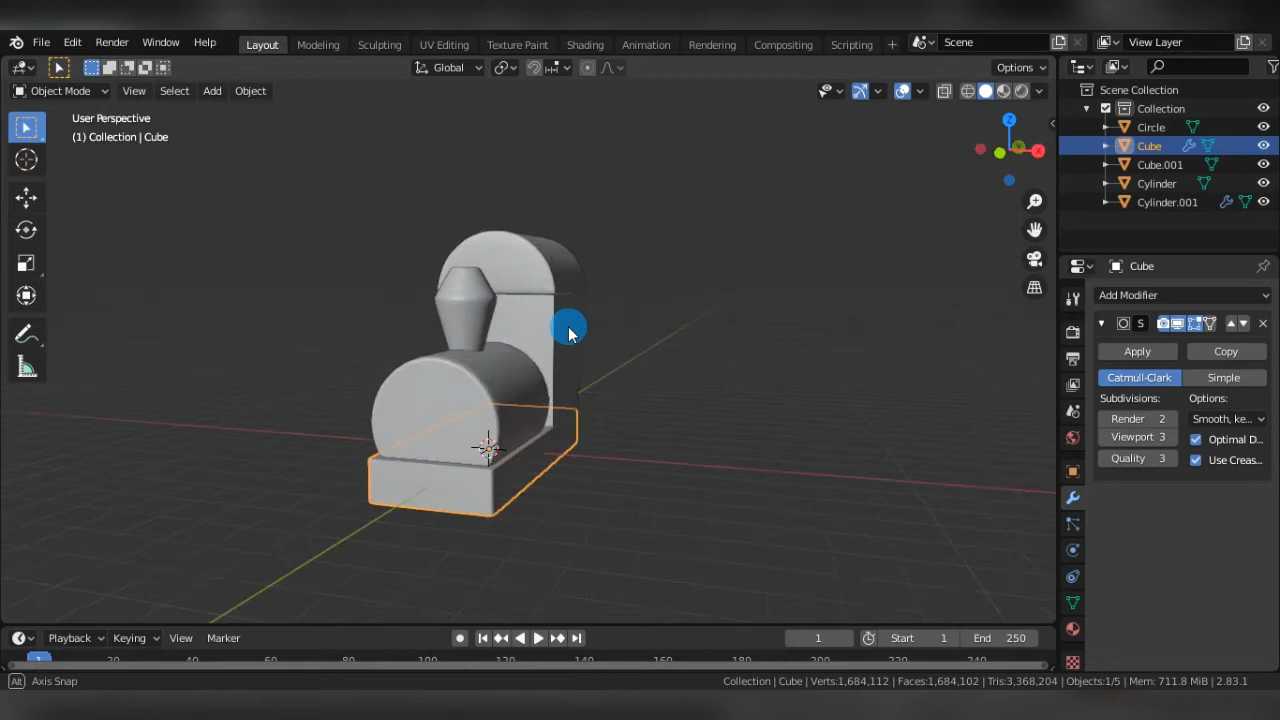 File Edit Render Window Help Layout Modeling Sculpting UV Editing Texture Paint Shading Animation Rendering Compositing Scripting + Scene View Layer
Global Options
Object Mode View Select Add Object
Scene Collection
Collection
Circle
Cube
Cube.001
Cylinder
Cylinder.001
User Perspective
(1) Collection | Cube
Z
X
Cube
Add Modifier
S
Apply Copy
Catmull-Clark Simple
Subdivisions: Options:
Render 2 Smooth, ke...
Viewport 3 Optimal D...
Quality 3 Use Creas...
Playback Keying View Marker 1 Start 1 End 250
1 20 40 60 80 100 120 140 160 180 200 220 240
Alt Axis Snap Collection | Cube | Verts:1,684,112 | Faces:1,684,102 | Tris:3,368,204 | Objects:1/5 | Mem: 711.8 MiB | 2.83.1